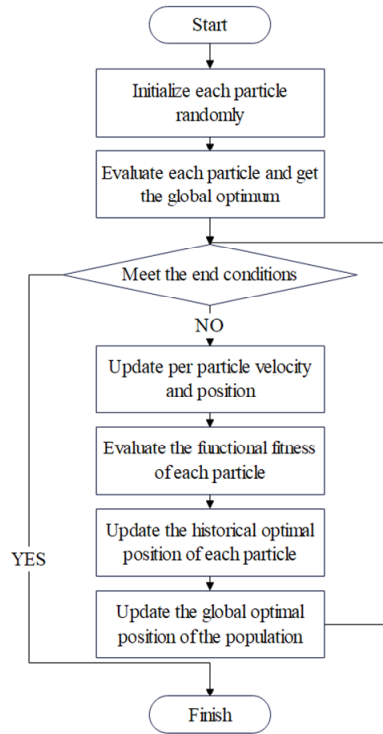 Start
Initialize each particle
randomly
Evaluate each particle and get
the global optimum
Meet the end conditions
NO
Update per particle velocity
and position
Evaluate the functional fitness
of each particle
Update the historical optimal
position of each particle
YES
Update the global optimal
position of the population
Finish